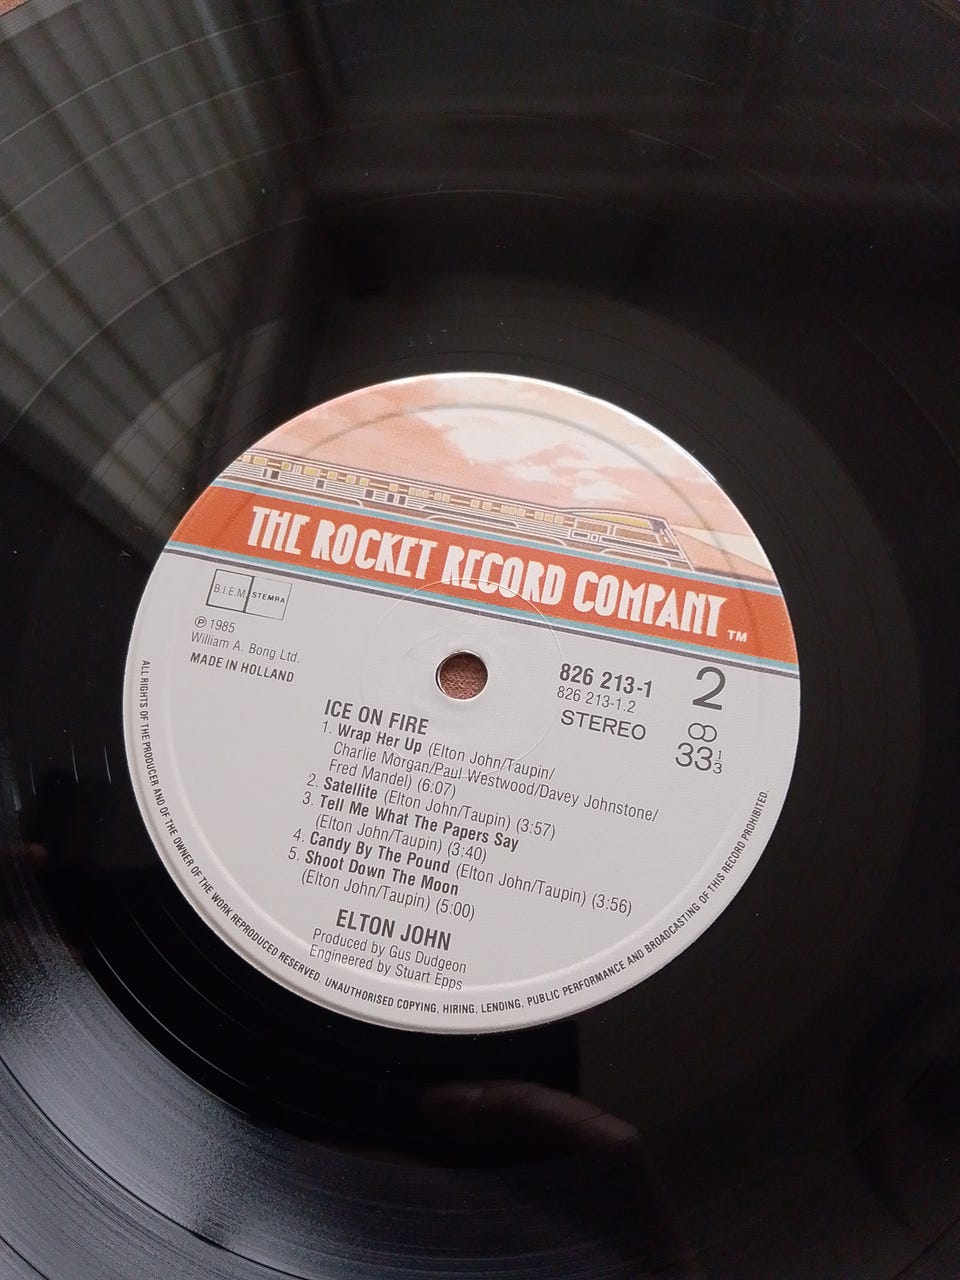 THE ROCKET RECORD COMPANY ™
B.I.E.M. STEMRA
℗ 1985
William A. Bong Ltd.
MADE IN HOLLAND
826 213-1
826 213-1.2
STEREO
2
33 1/3
ICE ON FIRE
1. Wrap Her Up (Elton John/Taupin/
Charlie Morgan/Paul Westwood/Davey Johnstone/
Fred Mandel) (6:07)
2. Satellite (Elton John/Taupin) (3:57)
3. Tell Me What The Papers Say
(Elton John/Taupin) (3:40)
4. Candy By The Pound (Elton John/Taupin) (3:56)
5. Shoot Down The Moon
(Elton John/Taupin) (5:00)
ELTON JOHN
Produced by Gus Dudgeon
Engineered by Stuart Epps
ALL RIGHTS OF THE PRODUCER AND OF THE OWNER OF THE WORK REPRODUCED RESERVED. UNAUTHORISED COPYING, HIRING, LENDING, PUBLIC PERFORMANCE AND BROADCASTING OF THIS RECORD PROHIBITED.